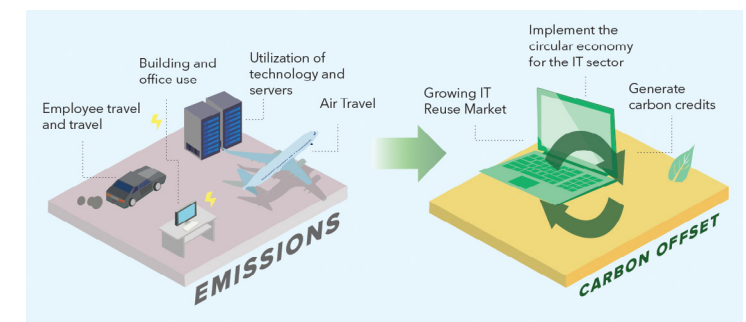 Employee travel
and travel
Building and
office use
Utilization of
technology and
servers
Air Travel
EMISSIONS
Growing IT
Reuse Market
Implement the
circular economy
for the IT sector
Generate
carbon credits
CARBON OFFSET